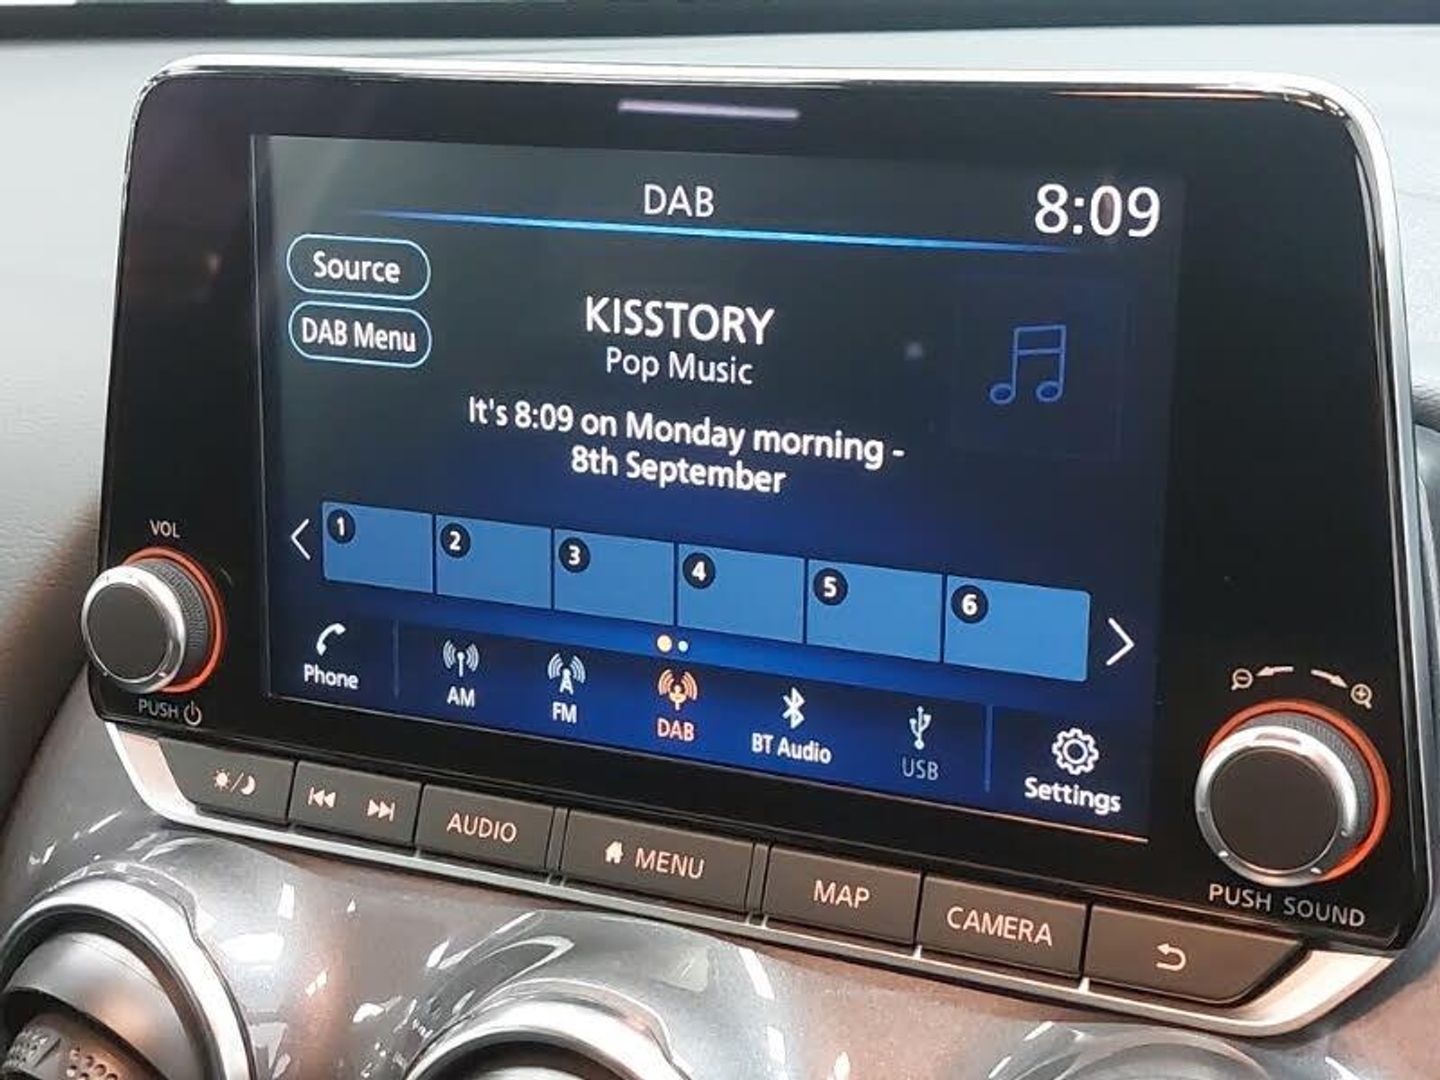 DAB
8:09
Source
DAB Menu
KISSTORY
Pop Music
It's 8:09 on Monday morning -
8th September
1 2 3 4 5 6
Phone AM FM DAB BT Audio USB Settings
VOL
PUSH
AUDIO MENU MAP CAMERA
PUSH SOUND